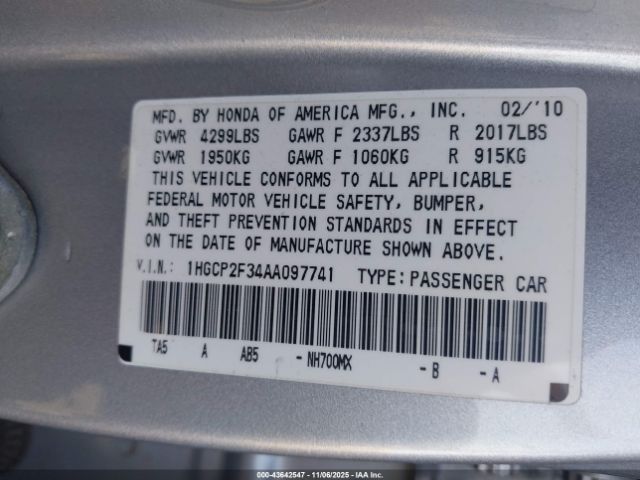 MFD. BY HONDA OF AMERICA MFG., INC. 02/'10
GVWR 4299LBS GAWR F 2337LBS R 2017LBS
GVWR 1950KG GAWR F 1060KG R 915KG
THIS VEHICLE CONFORMS TO ALL APPLICABLE
FEDERAL MOTOR VEHICLE SAFETY, BUMPER,
AND THEFT PREVENTION STANDARDS IN EFFECT
ON THE DATE OF MANUFACTURE SHOWN ABOVE.
V.I.N.: 1HGCP2F34AA097741 TYPE:PASSENGER CAR
TA5 A AB5 -NH700MX -B -A
000-43642547 - 11/06/2025 - IAA Inc.